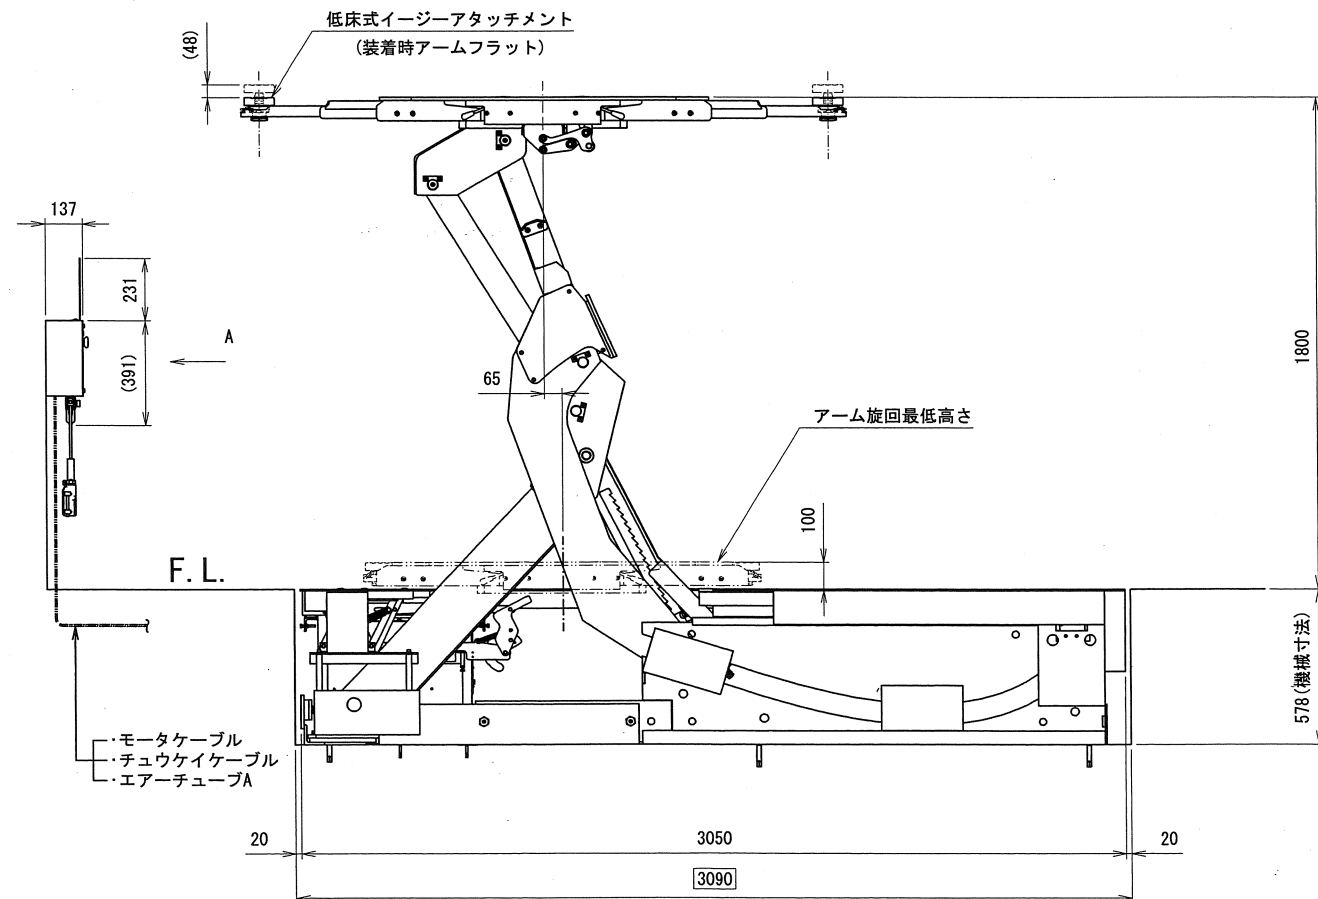 低床式イージーアタッチメント
(装着時アームフラット)
(48)
137
231
(391)
A
65
1800
アーム旋回最低高さ
100
F.L.
578(機械寸法)
・モータケーブル
・チュウケイケーブル
・エアーチューブA
20
3050
20
3090